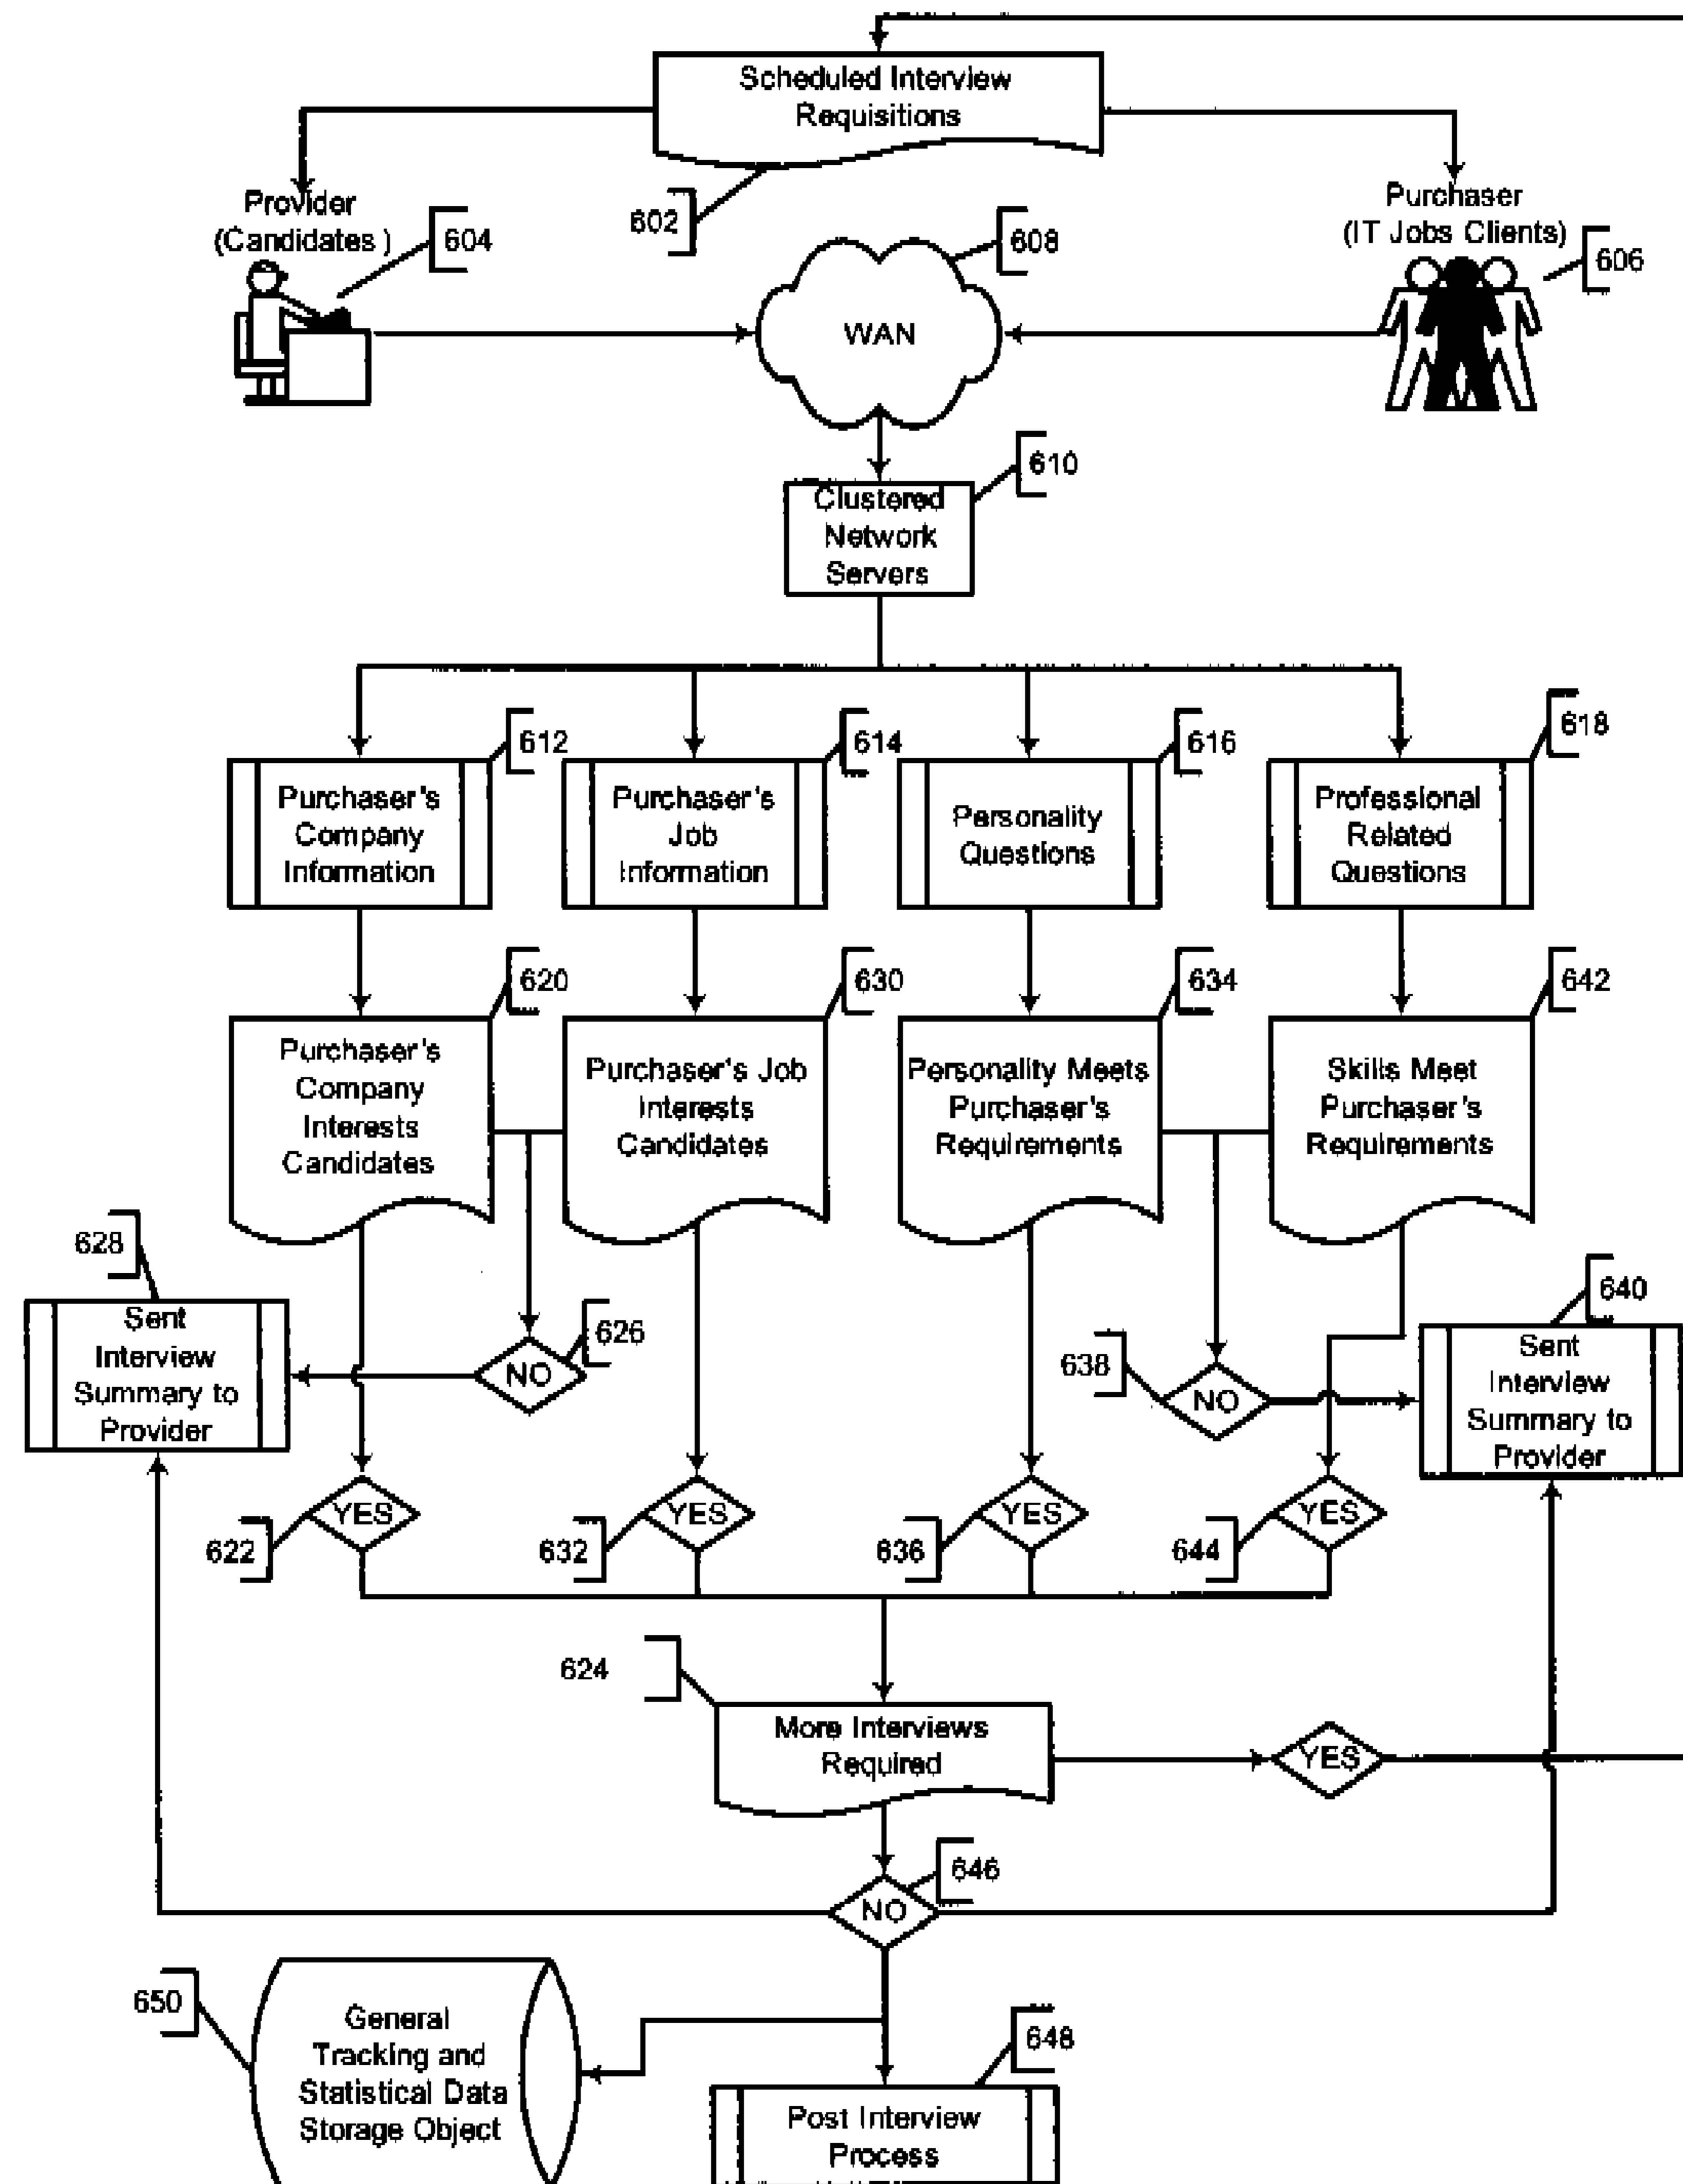 Scheduled Interview
Requisitions
Provider
(Candidates )
604
602
608
Purchaser
(IT Jobs Clients)
606
WAN
610
Clustered
Network
Servers
612
614
616
618
Purchaser's
Company
Information
Purchaser's
Job
Information
Personality
Questions
Professional
Related
Questions
620
630
634
642
Purchaser's
Company
Interests
Candidates
Purchaser's Job
Interests
Candidates
Personality Meets
Purchaser's
Requirements
Skills Meet
Purchaser's
Requirements
628
Sent
Interview
Summary to
Provider
626
NO
638
NO
640
Sent
Interview
Summary to
Provider
YES
YES
YES
YES
622
632
636
644
624
More Interviews
Required
YES
646
NO
650
General
Tracking and
Statistical Data
Storage Object
648
Post Interview
Process